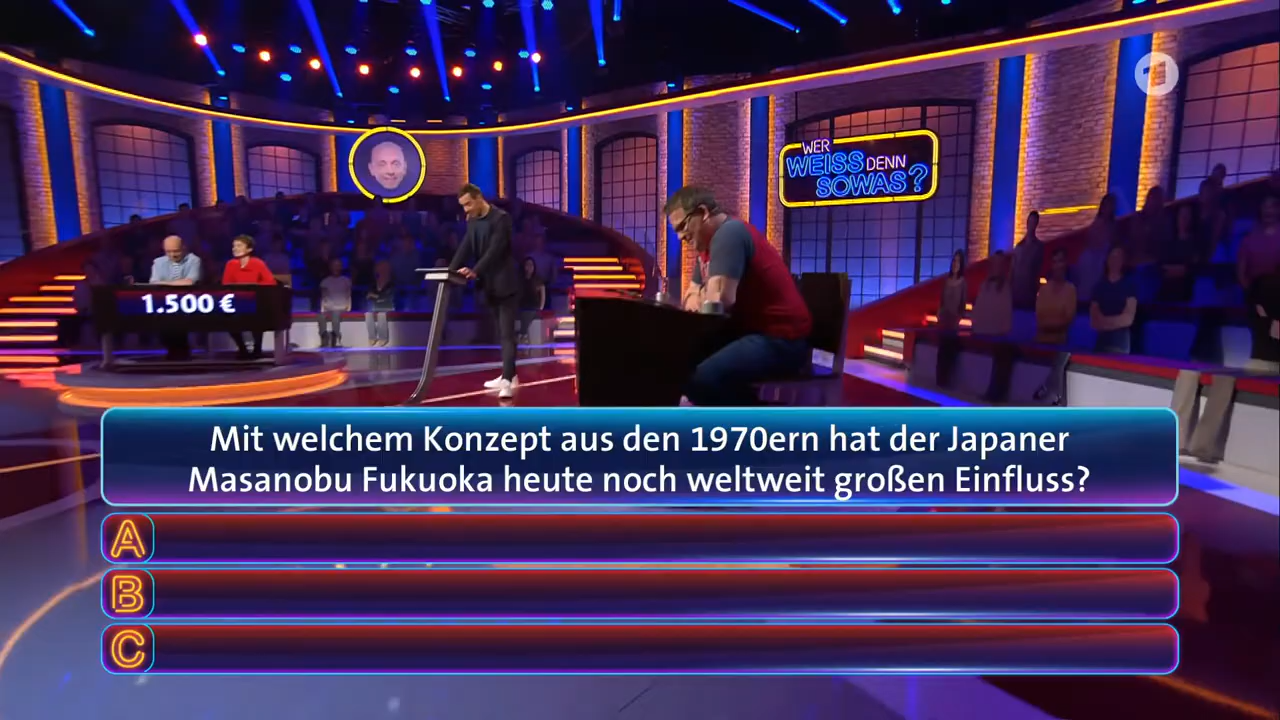 WER
WEISS DENN
SOWAS?
1.500 €
Mit welchem Konzept aus den 1970ern hat der Japaner
Masanobu Fukuoka heute noch weltweit großen Einfluss?
A
B
C